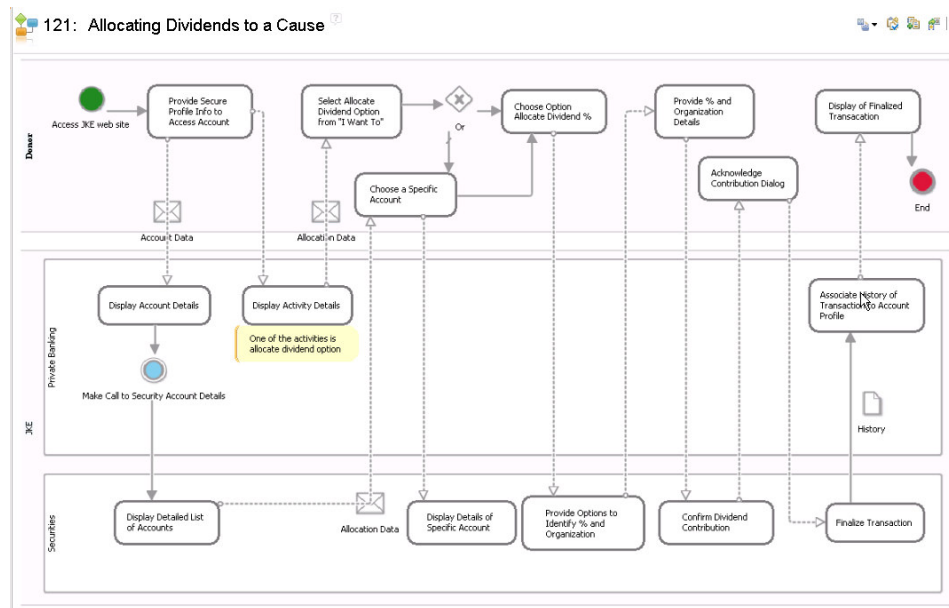 121: Allocating Dividends to a Cause
?
Donor
Access JKE web site
Provide Secure
Profile Info to
Access Account
Select Allocate
Dividend Option
from "I Want To"
Or
Choose Option
Allocate Dividend %
Provide % and
Organization
Details
Display of Finalized
Transacation
Choose a Specific
Account
Acknowledge
Contribution Dialog
End
Account Data
Allocation Data
JKE
Private Banking
Display Account Details
Display Activity Details
One of the activities is
allocate dividend option
Make Call to Security Account Details
Associate History of
Transaction to Account
Profile
History
Securities
Display Detailed List
of Accounts
Allocation Data
Display Details of
Specific Account
Provide Options to
Identify % and
Organization
Confirm Dividend
Contribution
Finalize Transaction